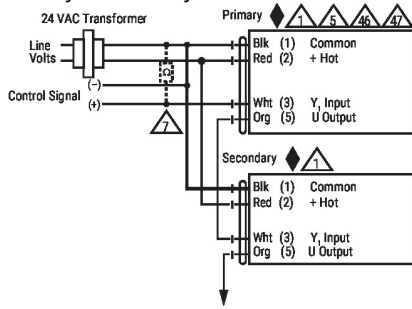 24 VAC Transformer
Primary 1 5 46 47
Line
Volts
Blk (1) Common
Red (2) + Hot
Ω
(–)
Control Signal (+)
Wht (3) Y₁ Input
Org (5) U Output
7
Secondary 1
Blk (1) Common
Red (2) + Hot
Wht (3) Y₁ Input
Org (5) U Output